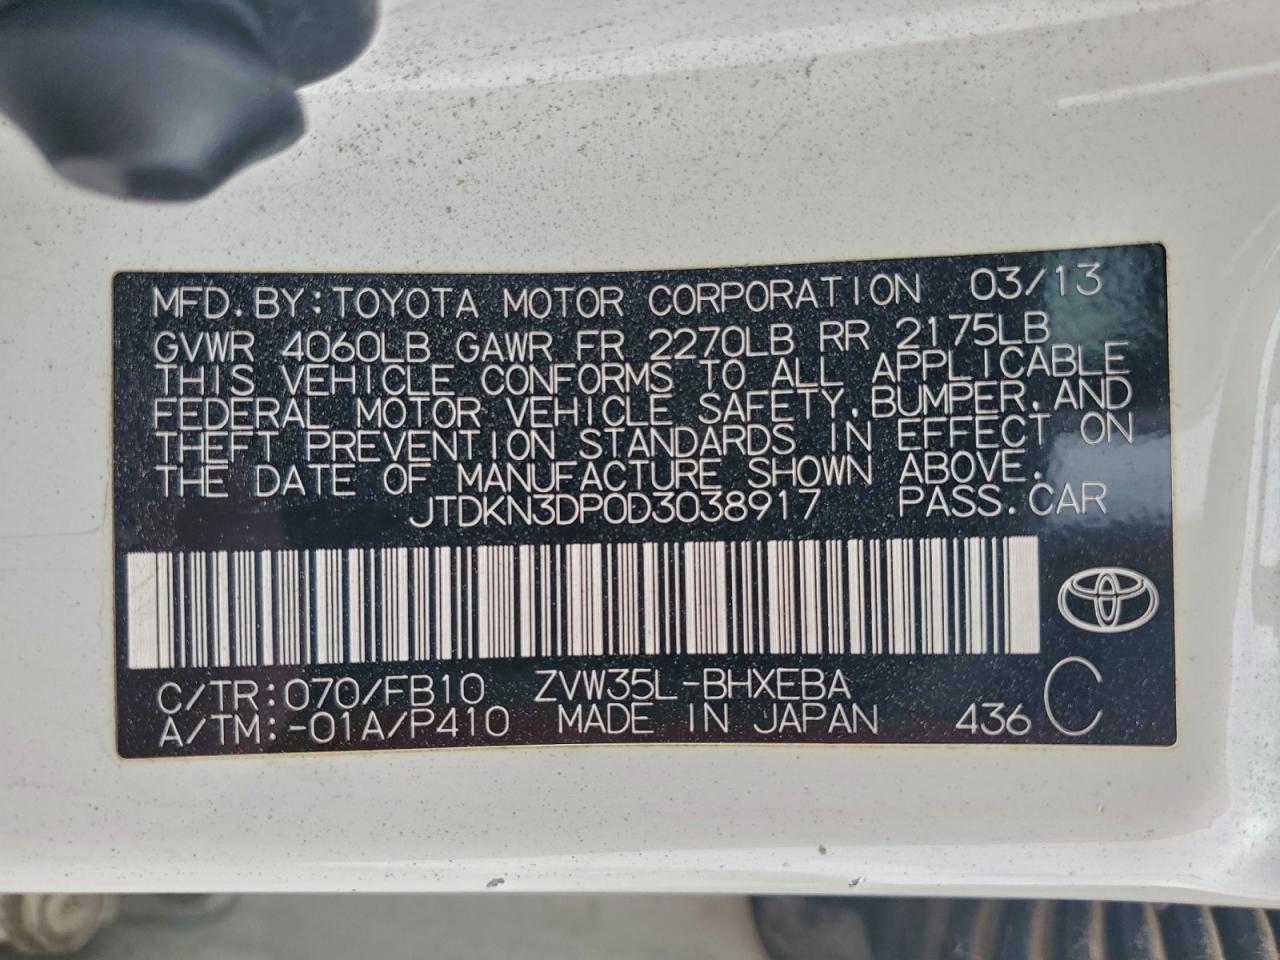 MFD.BY:TOYOTA MOTOR CORPORATION 03/13
GVWR 4060LB GAWR FR 2270LB RR 2175LB
THIS VEHICLE CONFORMS TO ALL APPLICABLE
FEDERAL MOTOR VEHICLE SAFETY,BUMPER,AND
THEFT PREVENTION STANDARDS IN EFFECT ON
THE DATE OF MANUFACTURE SHOWN ABOVE.
JTDKN3DP0D3038917 PASS.CAR
C/TR:070/FB10 ZVW35L-BHXEBA
A/TM:-01A/P410 MADE IN JAPAN 436 C